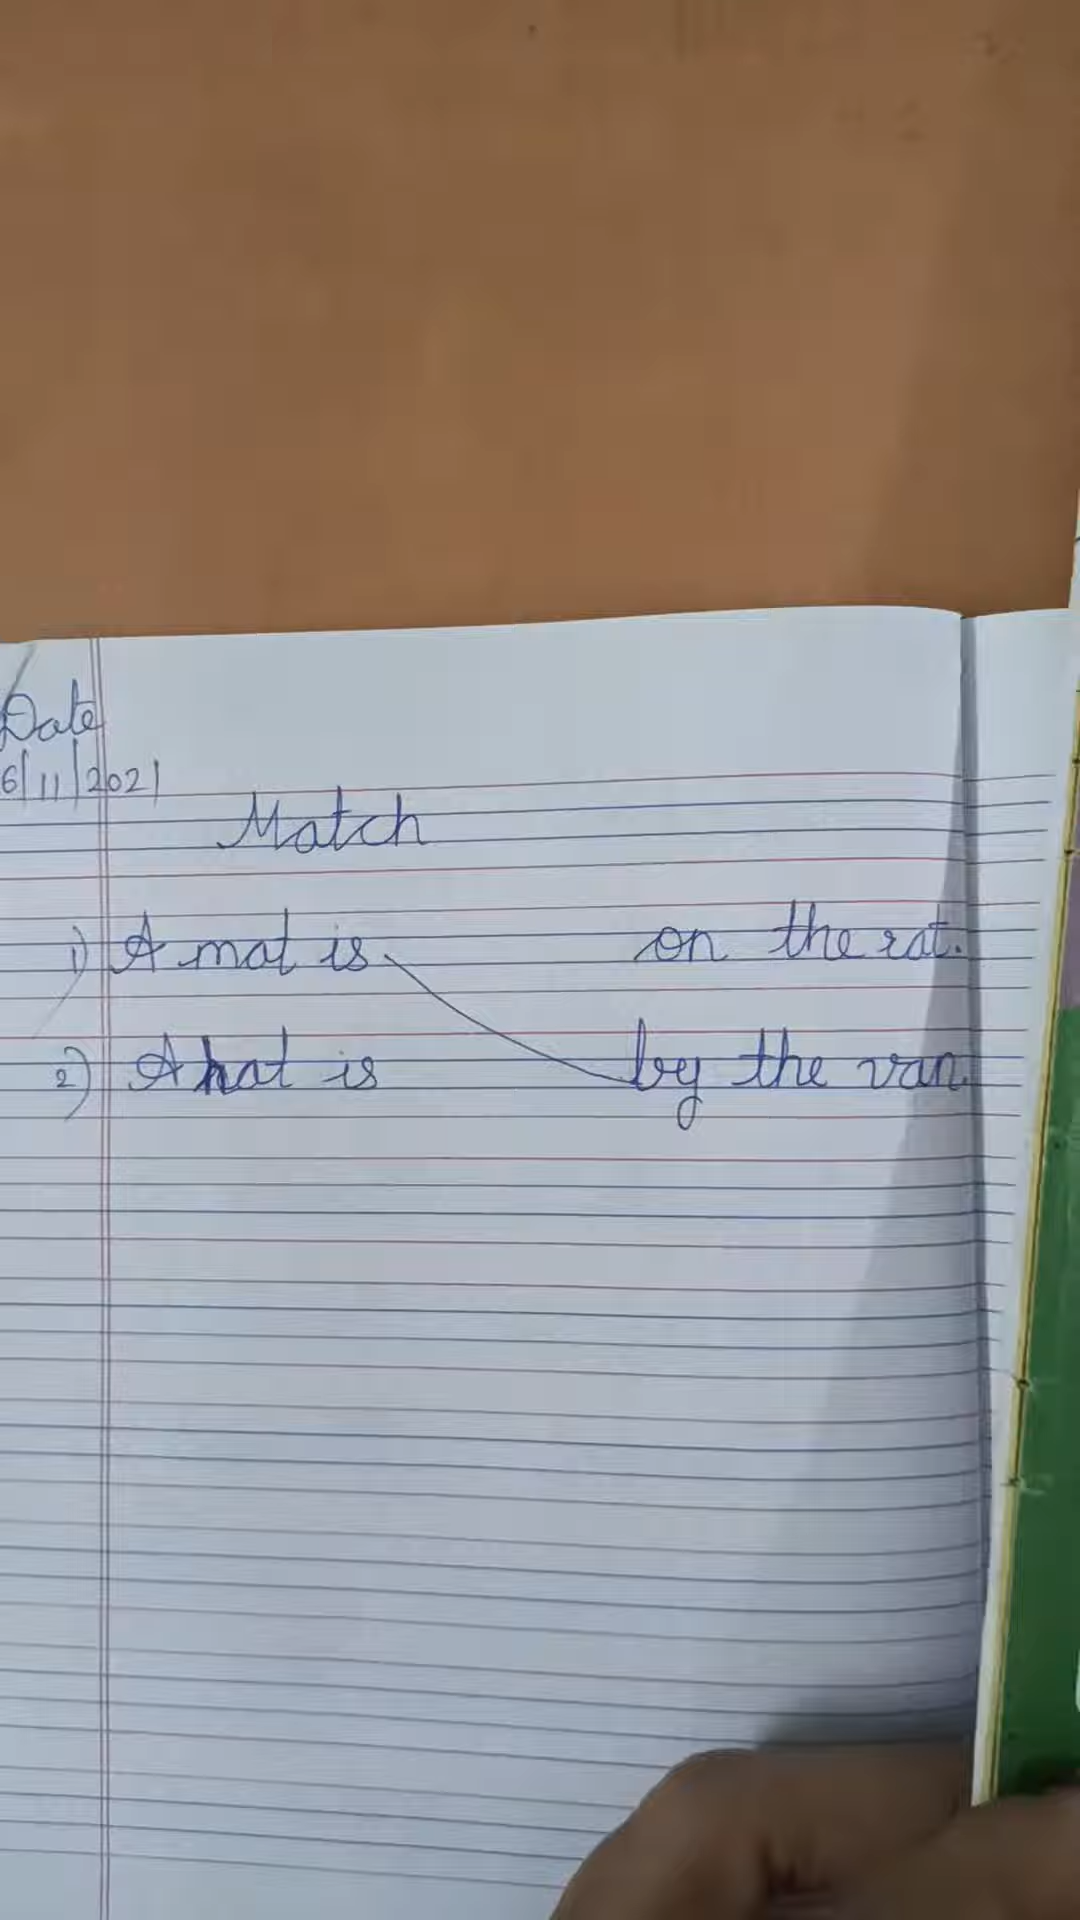 Date
6/11/2021
Match
1) A mat is on the rat.
2) A hat is by the van.